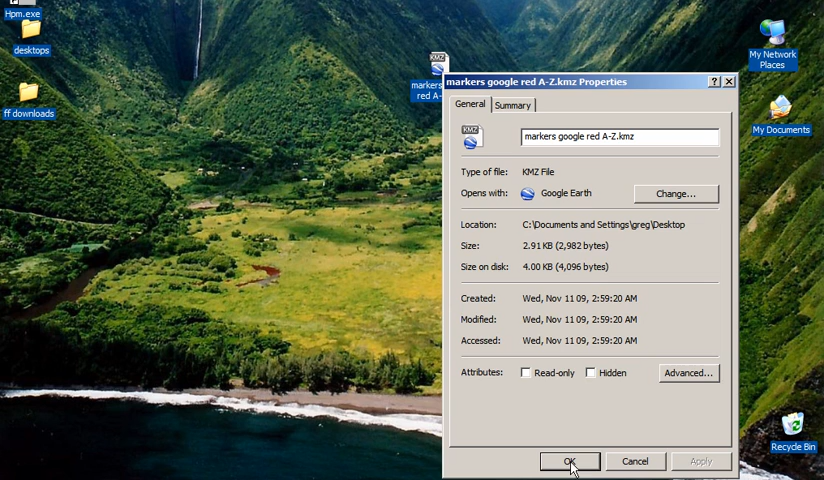 Hpm.exe
desktops
ff downloads
KMZ
markers
red A-
markers google red A-Z.kmz Properties
General
Summary
KMZ
markers google red A-Z.kmz
Type of file:
KMZ File
Opens with:
Google Earth
Change...
Location:
C:\Documents and Settings\greg\Desktop
Size:
2.91 KB (2,982 bytes)
Size on disk:
4.00 KB (4,096 bytes)
Created:
Wed, Nov 11 09, 2:59:20 AM
Modified:
Wed, Nov 11 09, 2:59:20 AM
Accessed:
Wed, Nov 11 09, 2:59:20 AM
Attributes:
Read-only
Hidden
Advanced...
OK
Cancel
Apply
My Network
Places
My Documents
Recycle Bin